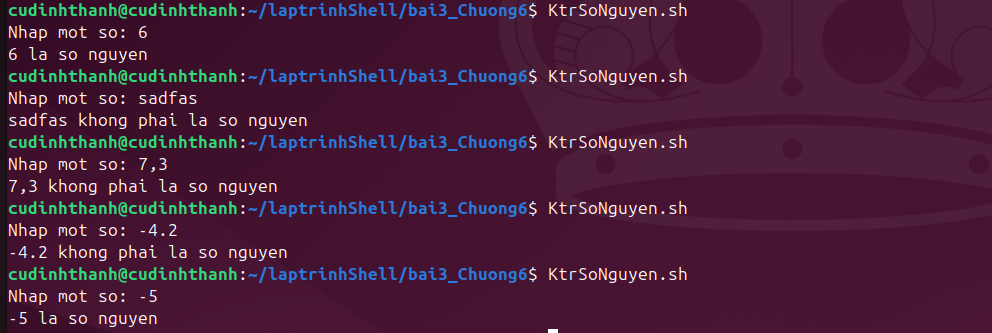 cudinhthanh@cudinhthanh:~/laptrinhShell/bai3_Chuong6$ KtrSoNguyen.sh
Nhap mot so: 6
6 la so nguyen
cudinhthanh@cudinhthanh:~/laptrinhShell/bai3_Chuong6$ KtrSoNguyen.sh
Nhap mot so: sadfas
sadfas khong phai la so nguyen
cudinhthanh@cudinhthanh:~/laptrinhShell/bai3_Chuong6$ KtrSoNguyen.sh
Nhap mot so: 7,3
7,3 khong phai la so nguyen
cudinhthanh@cudinhthanh:~/laptrinhShell/bai3_Chuong6$ KtrSoNguyen.sh
Nhap mot so: -4.2
-4.2 khong phai la so nguyen
cudinhthanh@cudinhthanh:~/laptrinhShell/bai3_Chuong6$ KtrSoNguyen.sh
Nhap mot so: -5
-5 la so nguyen